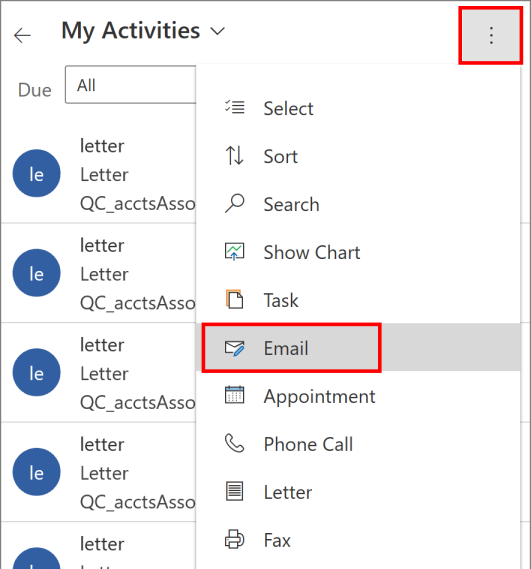 My Activities
Due
All
Select
Sort
Search
Show Chart
Task
Email
Appointment
Phone Call
Letter
Fax
le
letter
Letter
QC_acctsAsso
le
letter
Letter
QC_acctsAsso
le
letter
Letter
QC_acctsAsso
le
letter
Letter
QC_acctsAsso
le
letter